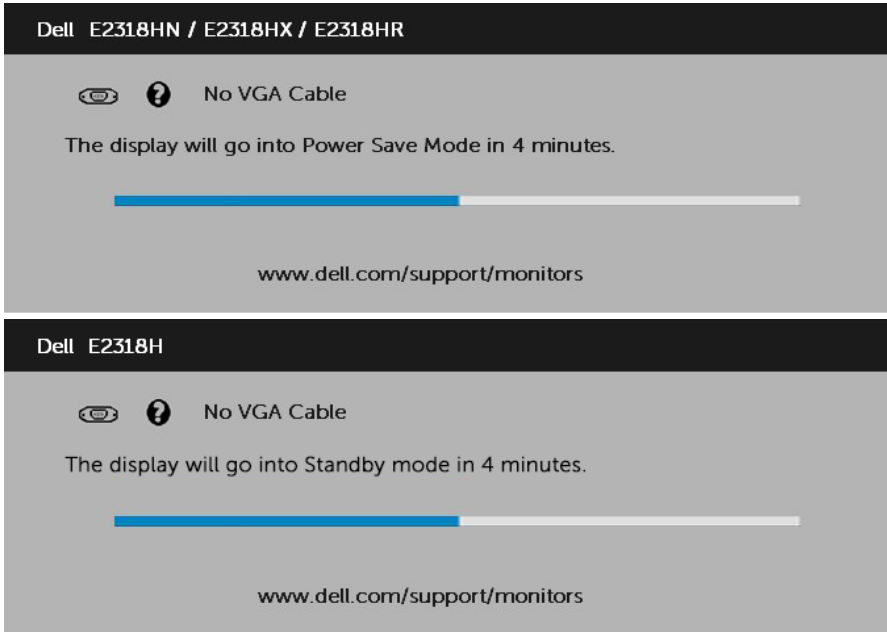 Dell E2318HN / E2318HX / E2318HR
? No VGA Cable
The display will go into Power Save Mode in 4 minutes.
www.dell.com/support/monitors
Dell E2318H
? No VGA Cable
The display will go into Standby mode in 4 minutes.
www.dell.com/support/monitors